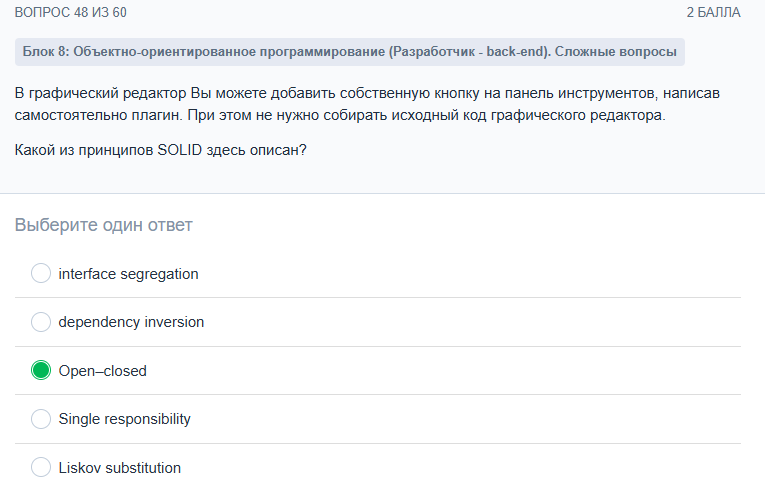 ВОПРОС 48 ИЗ 60
2 БАЛЛА
Блок 8: Объектно-ориентированное программирование (Разработчик - back-end). Сложные вопросы
В графический редактор Вы можете добавить собственную кнопку на панель инструментов, написав
самостоятельно плагин. При этом не нужно собирать исходный код графического редактора.
Какой из принципов SOLID здесь описан?
Выберите один ответ
interface segregation
dependency inversion
Open–closed
Single responsibility
Liskov substitution